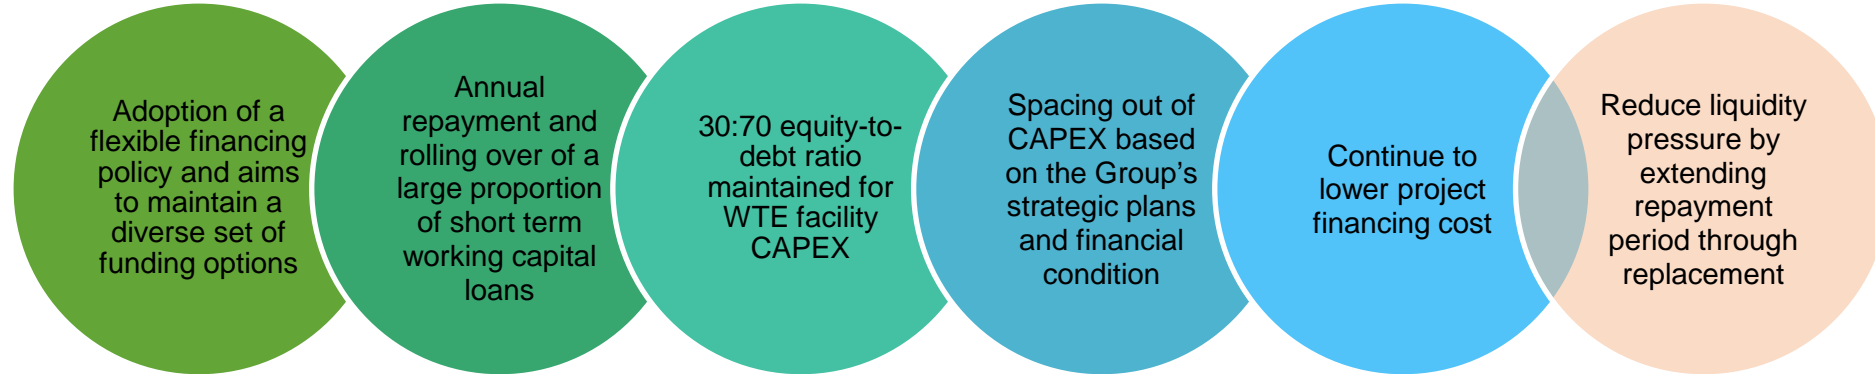 Adoption of a
flexible financing
policy and aims
to maintain a
diverse set of
funding options
Annual
repayment and
rolling over of a
large proportion
of short term
working capital
loans
30:70 equity-to-
debt ratio
maintained for
WTE facility
CAPEX
Spacing out of
CAPEX based
on the Group's
strategic plans
and financial
condition
Continue to
lower project
financing cost
Reduce liquidity
pressure by
extending
repayment
period through
replacement